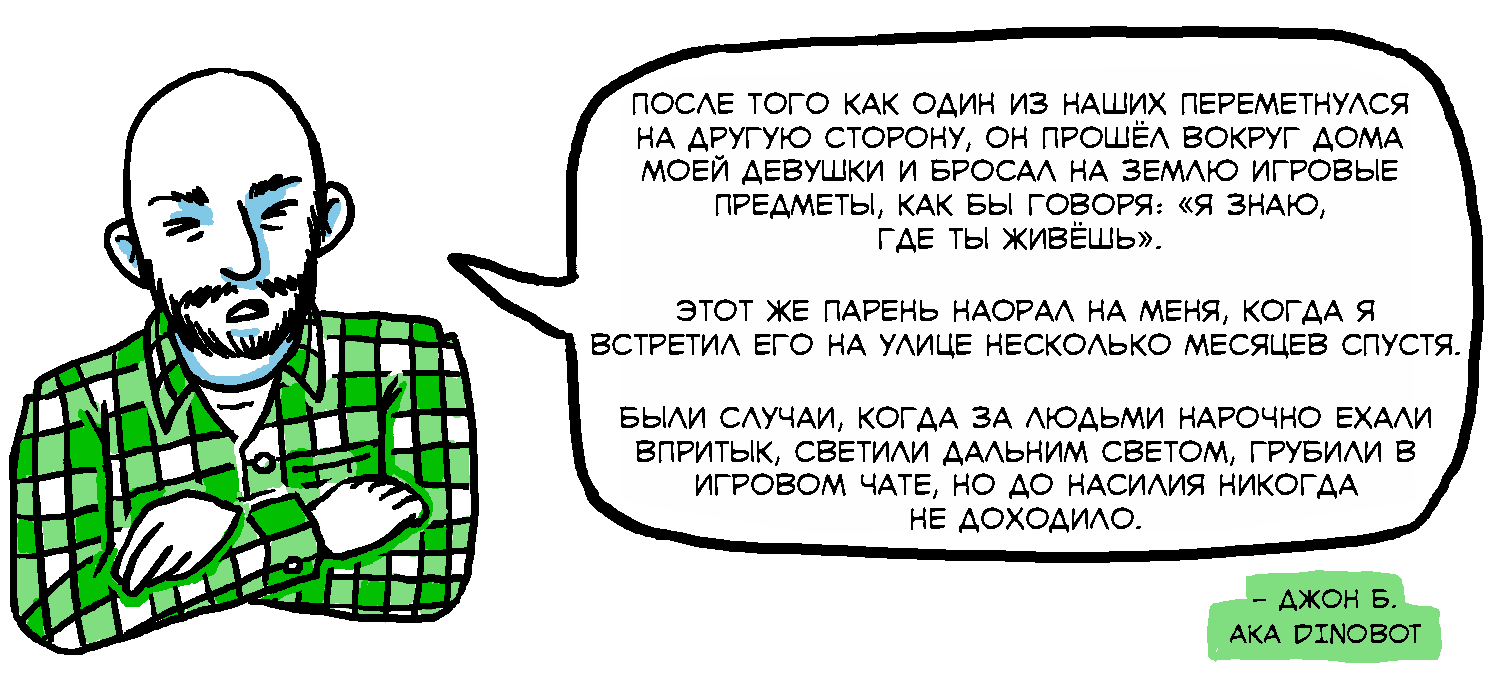 ПОСЛЕ ТОГО КАК ОДИН ИЗ НАШИХ ПЕРЕМЕТНУЛСЯ
НА ДРУГУЮ СТОРОНУ, ОН ПРОШЁЛ ВОКРУГ ДОМА
МОЕЙ ДЕВУШКИ И БРОСАЛ НА ЗЕМЛЮ ИГРОВЫЕ
ПРЕДМЕТЫ, КАК БЫ ГОВОРЯ: «Я ЗНАЮ,
ГДЕ ТЫ ЖИВЁШЬ».
ЭТОТ ЖЕ ПАРЕНЬ НАОРАЛ НА МЕНЯ, КОГДА Я
ВСТРЕТИЛ ЕГО НА УЛИЦЕ НЕСКОЛЬКО МЕСЯЦЕВ СПУСТЯ.
БЫЛИ СЛУЧАИ, КОГДА ЗА ЛЮДЬМИ НАРОЧНО ЕХАЛИ
ВПРИТЫК, СВЕТИЛИ ДАЛЬНИМ СВЕТОМ, ГРУБИЛИ В
ИГРОВОМ ЧАТЕ, НО ДО НАСИЛИЯ НИКОГДА
НЕ ДОХОДИЛО.
– ДЖОН Б.
AKA DINOBOT